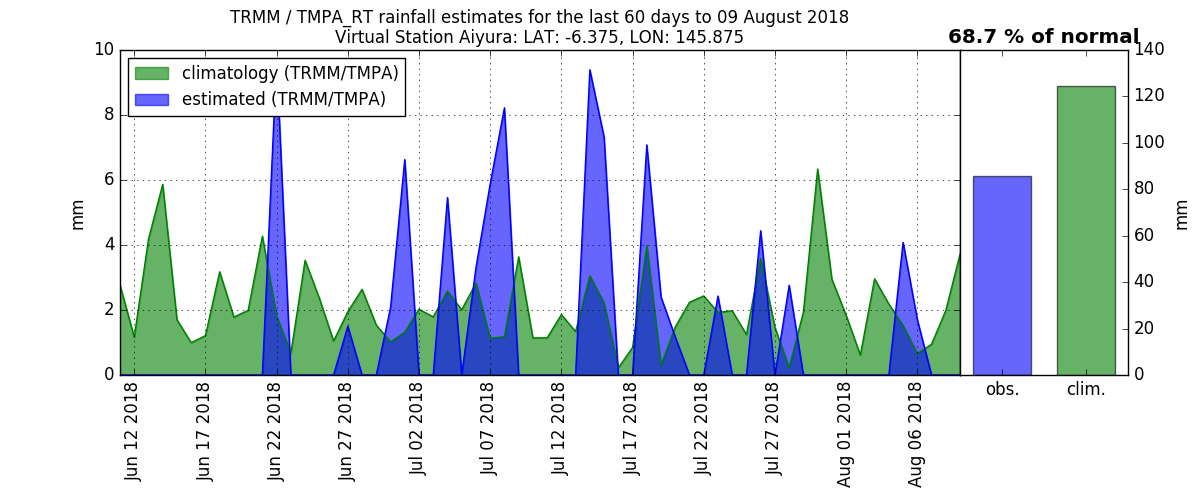 TRMM / TMPA_RT rainfall estimates for the last 60 days to 09 August 2018
Virtual Station Aiyura: LAT: -6.375, LON: 145.875
68.7 % of normal
climatology (TRMM/TMPA)
estimated (TRMM/TMPA)
10
8
6
4
2
0
mm
Jun 12 2018
Jun 17 2018
Jun 22 2018
Jun 27 2018
Jul 02 2018
Jul 07 2018
Jul 12 2018
Jul 17 2018
Jul 22 2018
Jul 27 2018
Aug 01 2018
Aug 06 2018
obs.
clim.
140
120
100
80
60
40
20
0
mm